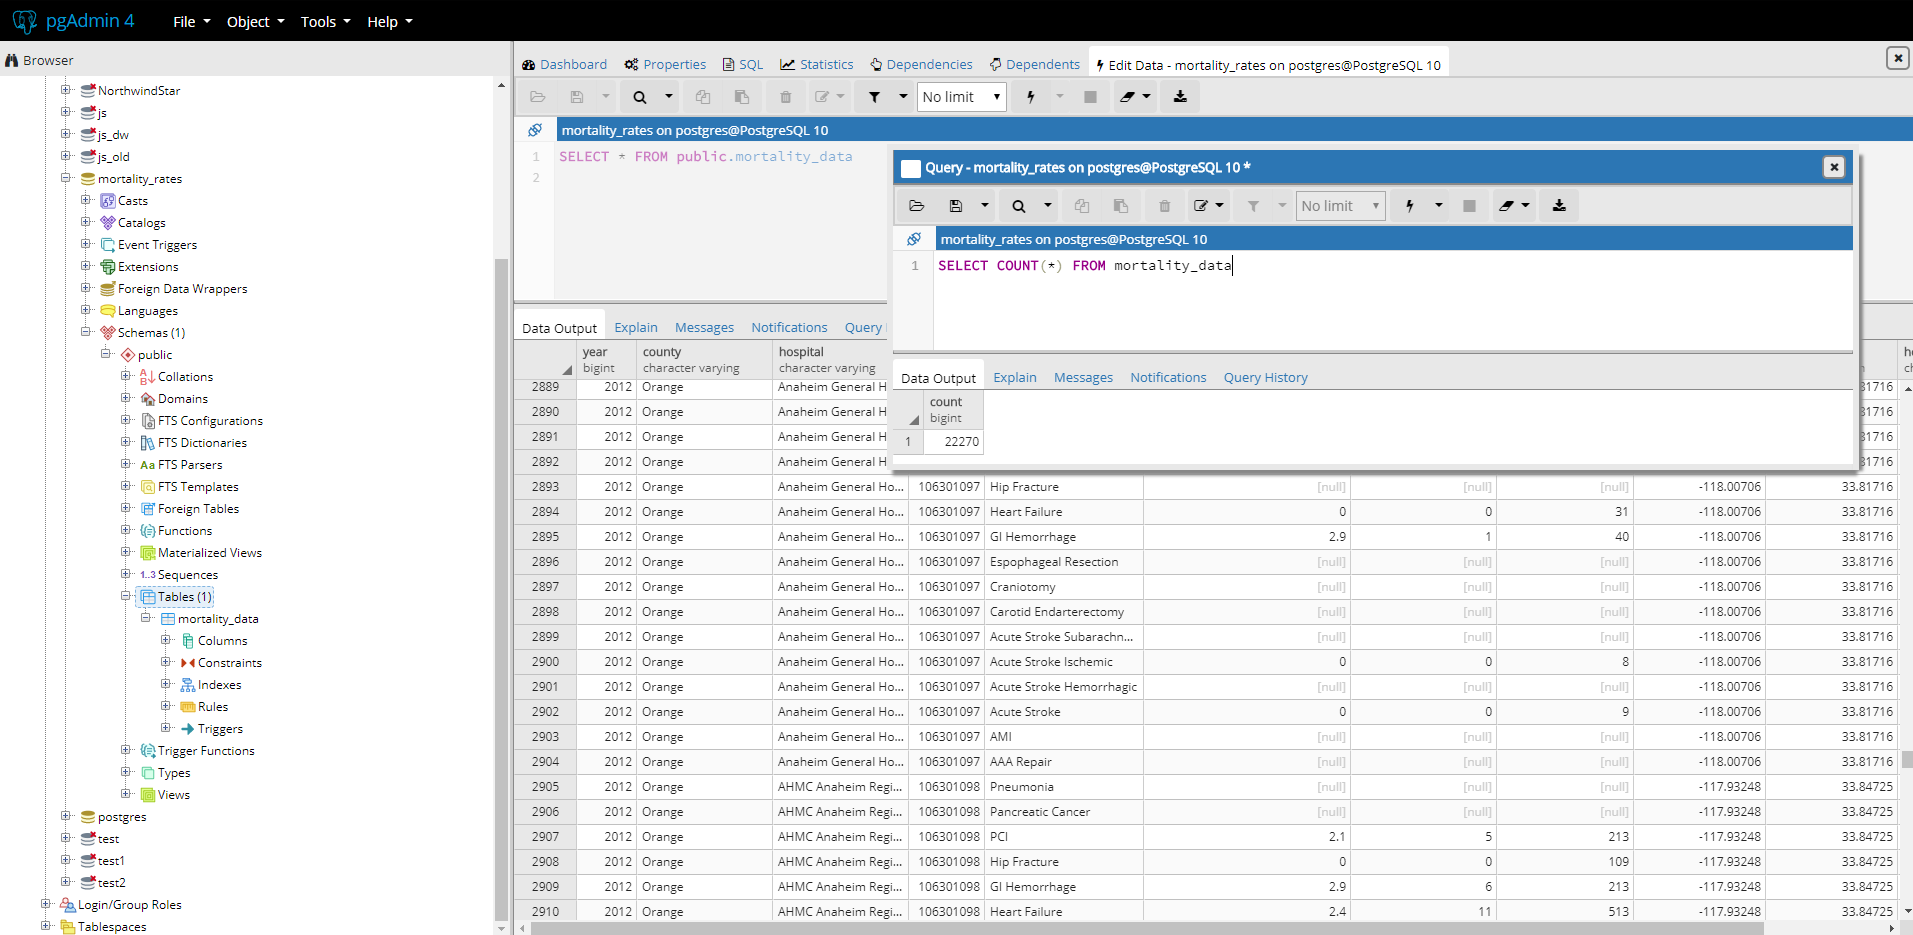 pgAdmin 4
File Object Tools Help
Browser
NorthwindStar
js
js_dw
js_old
mortality_rates
Casts
Catalogs
Event Triggers
Extensions
Foreign Data Wrappers
Languages
Schemas (1)
public
Collations
Domains
FTS Configurations
FTS Dictionaries
Aa FTS Parsers
FTS Templates
Foreign Tables
Functions
Materialized Views
1..3 Sequences
Tables (1)
mortality_data
Columns
Constraints
Indexes
Rules
Triggers
Trigger Functions
Types
Views
postgres
test
test1
test2
Login/Group Roles
Tablespaces
Dashboard Properties SQL Statistics Dependencies Dependents Edit Data - mortality_rates on postgres@PostgreSQL 10
No limit
mortality_rates on postgres@PostgreSQL 10
1 SELECT * FROM public.mortality_data
2
Query - mortality_rates on postgres@PostgreSQL 10 *
No limit
mortality_rates on postgres@PostgreSQL 10
1 SELECT COUNT(*) FROM mortality_data
Data Output Explain Messages Notifications Query History
count
bigint
1 22270
Data Output Explain Messages Notifications Query
year county hospital
bigint character varying character varying
2889 2012 Orange Anaheim General H 31716
2890 2012 Orange Anaheim General H 31716
2891 2012 Orange Anaheim General H 31716
2892 2012 Orange Anaheim General H 31716
2893 2012 Orange Anaheim General Ho... 106301097 Hip Fracture [null] [null] [null] -118.00706 33.81716
2894 2012 Orange Anaheim General Ho... 106301097 Heart Failure 0 0 31 -118.00706 33.81716
2895 2012 Orange Anaheim General Ho... 106301097 GI Hemorrhage 2.9 1 40 -118.00706 33.81716
2896 2012 Orange Anaheim General Ho... 106301097 Espophageal Resection [null] [null] [null] -118.00706 33.81716
2897 2012 Orange Anaheim General Ho... 106301097 Craniotomy [null] [null] [null] -118.00706 33.81716
2898 2012 Orange Anaheim General Ho... 106301097 Carotid Endarterectomy [null] [null] [null] -118.00706 33.81716
2899 2012 Orange Anaheim General Ho... 106301097 Acute Stroke Subarachn... [null] [null] [null] -118.00706 33.81716
2900 2012 Orange Anaheim General Ho... 106301097 Acute Stroke Ischemic 0 0 8 -118.00706 33.81716
2901 2012 Orange Anaheim General Ho... 106301097 Acute Stroke Hemorrhagic [null] [null] [null] -118.00706 33.81716
2902 2012 Orange Anaheim General Ho... 106301097 Acute Stroke 0 0 9 -118.00706 33.81716
2903 2012 Orange Anaheim General Ho... 106301097 AMI [null] [null] [null] -118.00706 33.81716
2904 2012 Orange Anaheim General Ho... 106301097 AAA Repair [null] [null] [null] -118.00706 33.81716
2905 2012 Orange AHMC Anaheim Regi... 106301098 Pneumonia [null] [null] [null] -117.93248 33.84725
2906 2012 Orange AHMC Anaheim Regi... 106301098 Pancreatic Cancer [null] [null] [null] -117.93248 33.84725
2907 2012 Orange AHMC Anaheim Regi... 106301098 PCI 2.1 5 213 -117.93248 33.84725
2908 2012 Orange AHMC Anaheim Regi... 106301098 Hip Fracture 0 0 109 -117.93248 33.84725
2909 2012 Orange AHMC Anaheim Regi... 106301098 GI Hemorrhage 2.9 6 213 -117.93248 33.84725
2910 2012 Orange AHMC Anaheim Regi... 106301098 Heart Failure 2.4 11 513 -117.93248 33.84725